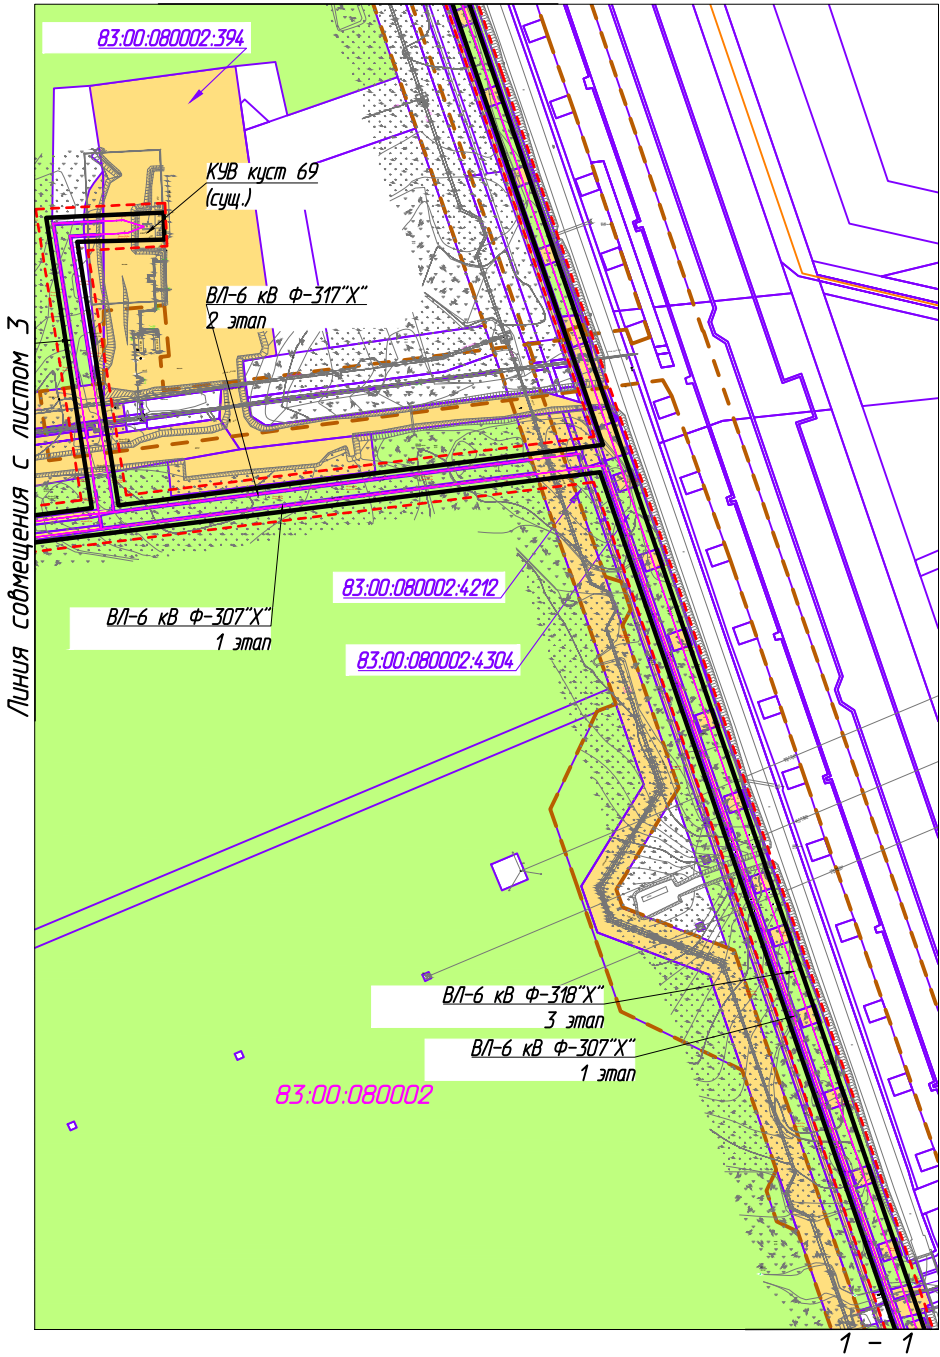 83:00:080002:394
КУВ куст 69
(сущ.)
ВЛ-6 кВ Ф-317"Х"
2 этап
Линия совмещения с листом 3
83:00:080002:4212
ВЛ-6 кВ Ф-307"Х"
1 этап
83:00:080002:4304
ВЛ-6 кВ Ф-318"Х"
3 этап
ВЛ-6 кВ Ф-307"Х"
1 этап
83:00:080002
1 - 1